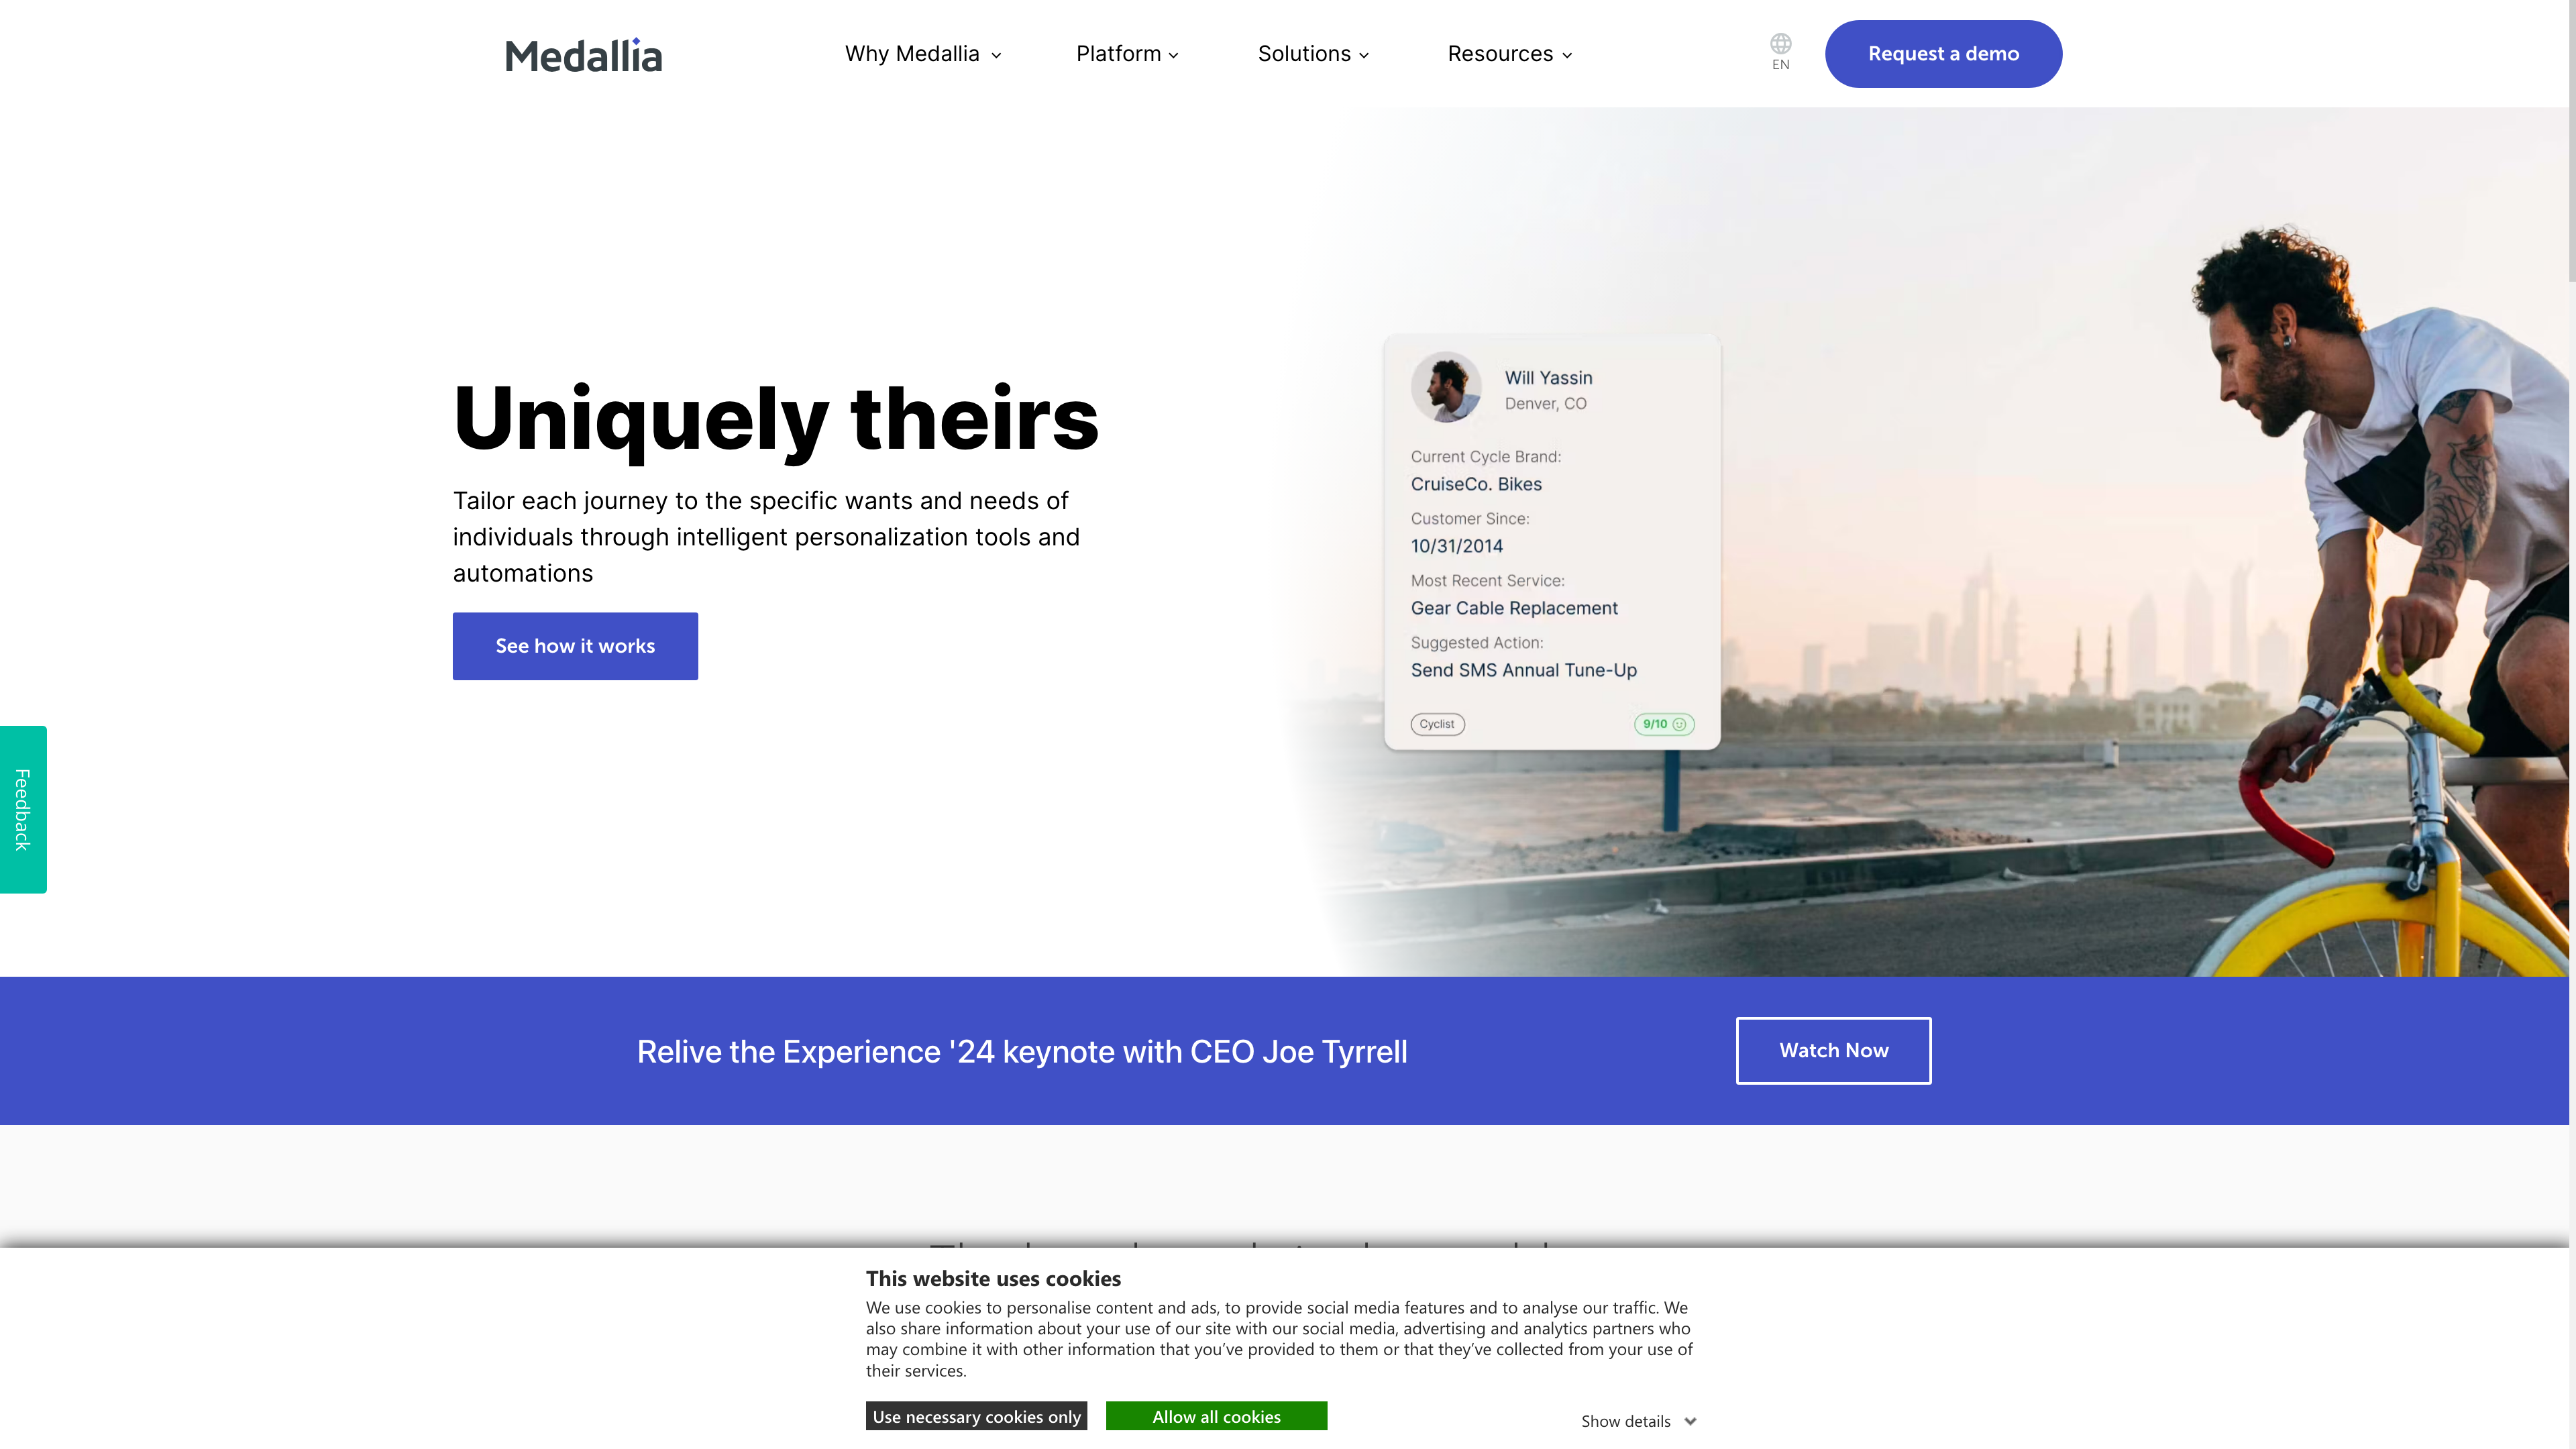 Medallia
Why Medallia
Platform
Solutions
Resources
EN
Request a demo
Uniquely theirs
Tailor each journey to the specific wants and needs of
individuals through intelligent personalization tools and
automations
See how it works
Will Yassin
Denver, CO
Current Cycle Brand:
CruiseCo. Bikes
Customer Since:
10/31/2014
Most Recent Service:
Gear Cable Replacement
Suggested Action:
Send SMS Annual Tune-Up
Cyclist
9/10
Feedback
Relive the Experience '24 keynote with CEO Joe Tyrrell
Watch Now
This website uses cookies
We use cookies to personalise content and ads, to provide social media features and to analyse our traffic. We
also share information about your use of our site with our social media, advertising and analytics partners who
may combine it with other information that you’ve provided to them or that they’ve collected from your use of
their services.
Use necessary cookies only
Allow all cookies
Show details